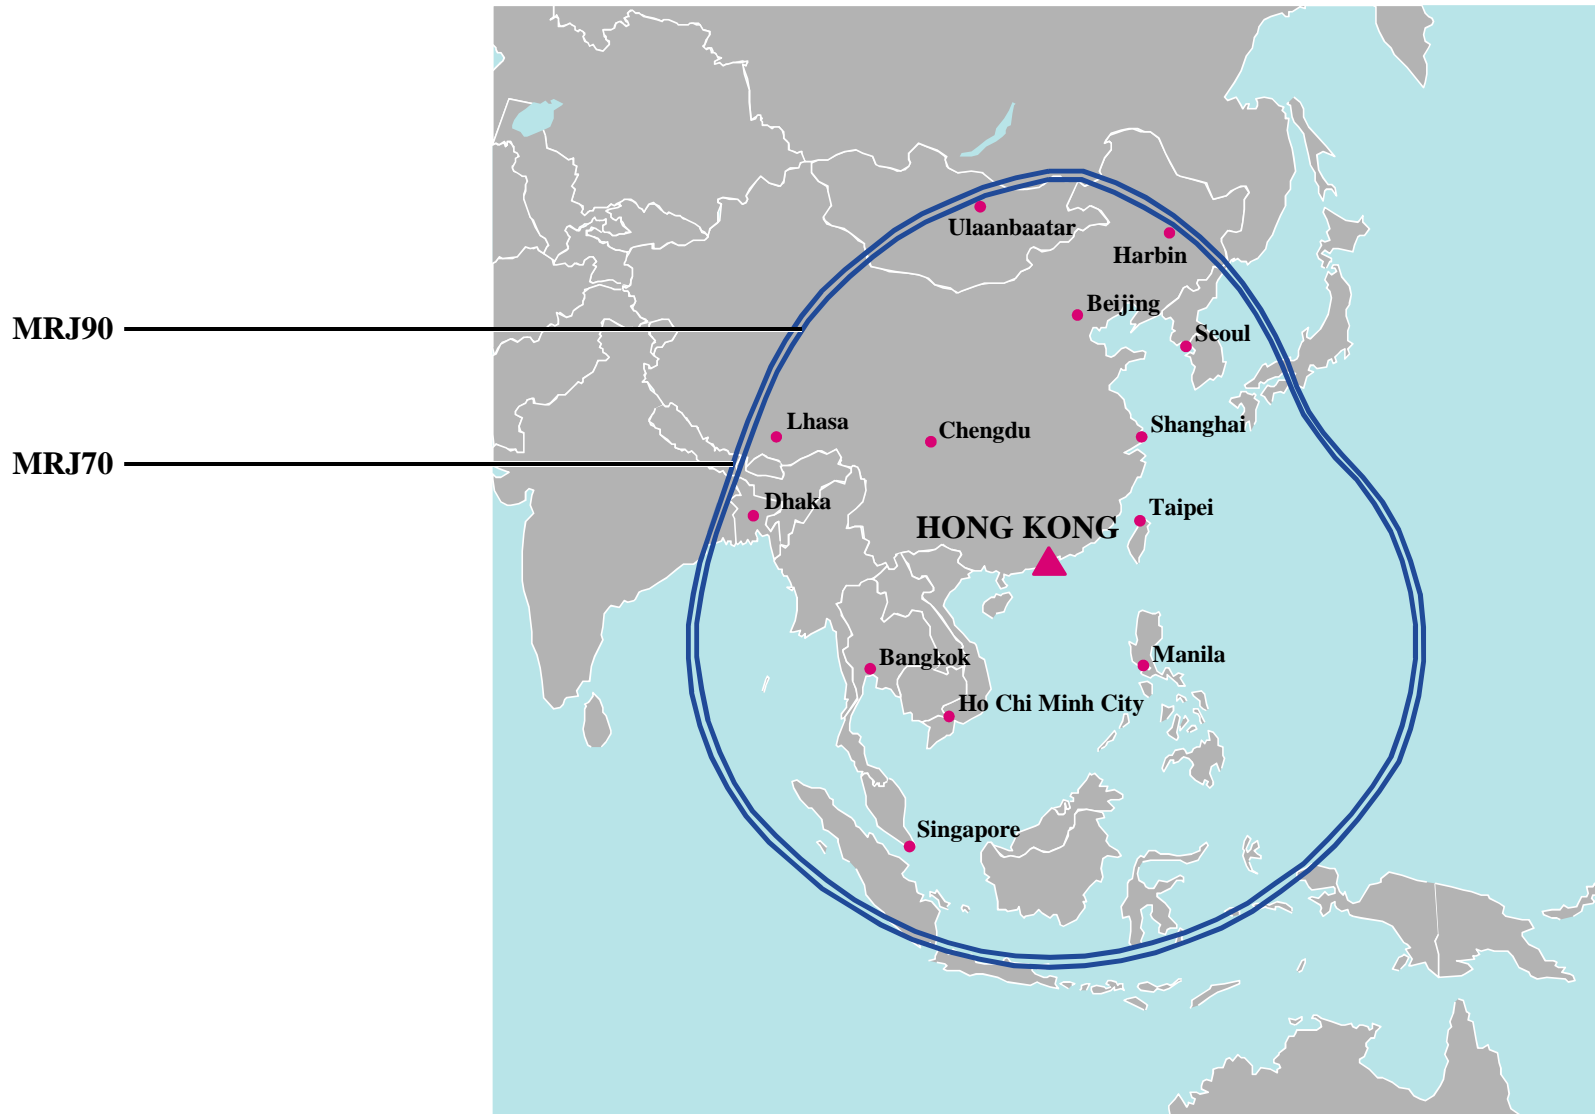 Ulaanbaatar
Harbin
Beijing
MRJ90
Seoul
Lhasa
Chengdu
Shanghai
MRJ70
Dhaka
Taipei
HONG KONG
Bangkok
Manila
Ho Chi Minh City
Singapore